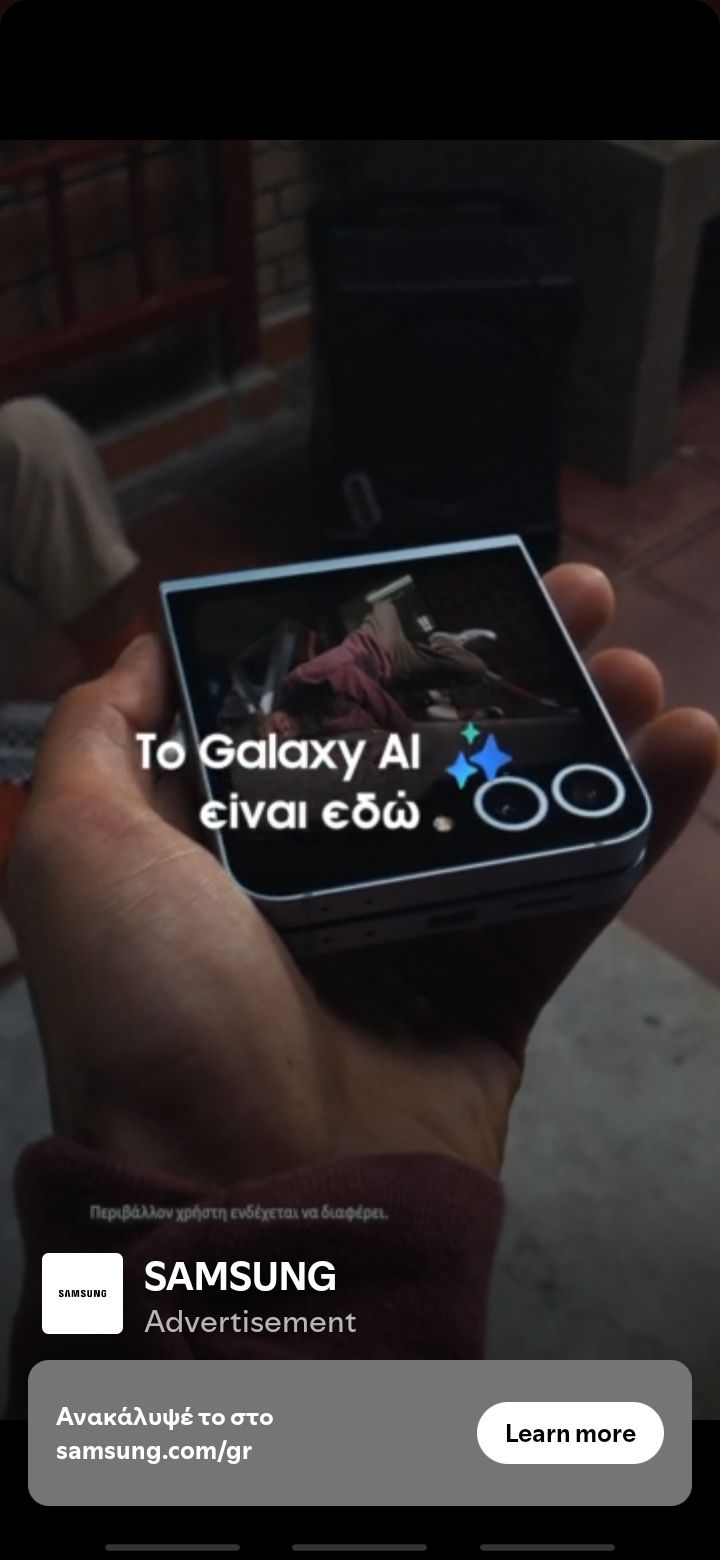 Το Galaxy AI
είναι εδώ
Περιβάλλον χρήστη ενδέχεται να διαφέρει.
SAMSUNG
SAMSUNG
Advertisement
Ανακάλυψέ το στο
samsung.com/gr
Learn more